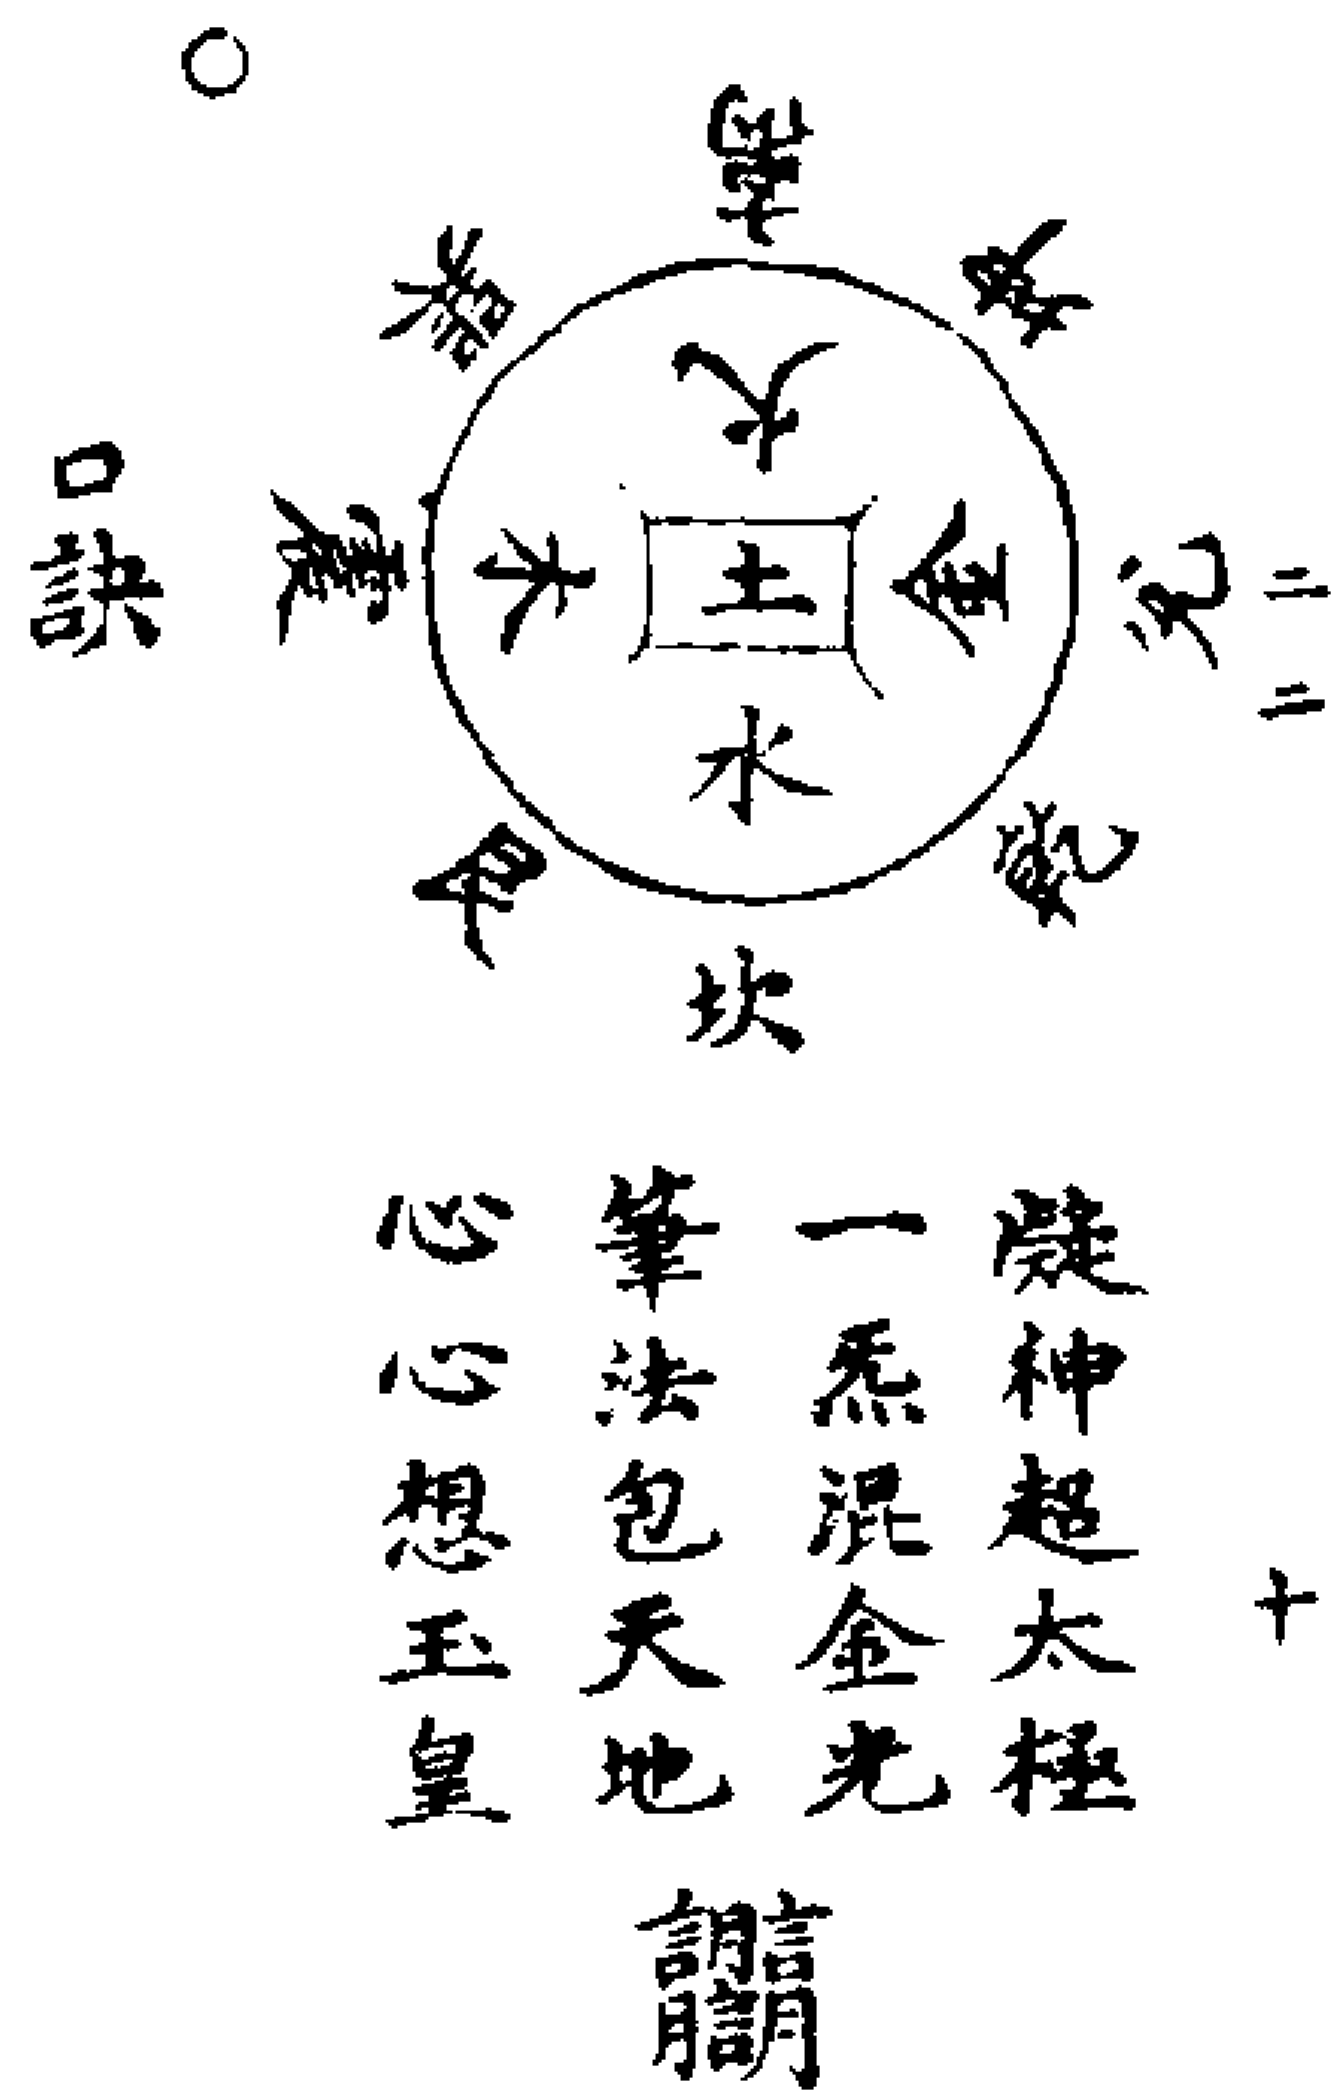 二二
十
離
坤
兌
乾
坎
艮
震
巽
火
金
土
木
水
凝神超太極
一炁混金光
筆法包天地
心心想玉皇
口訣